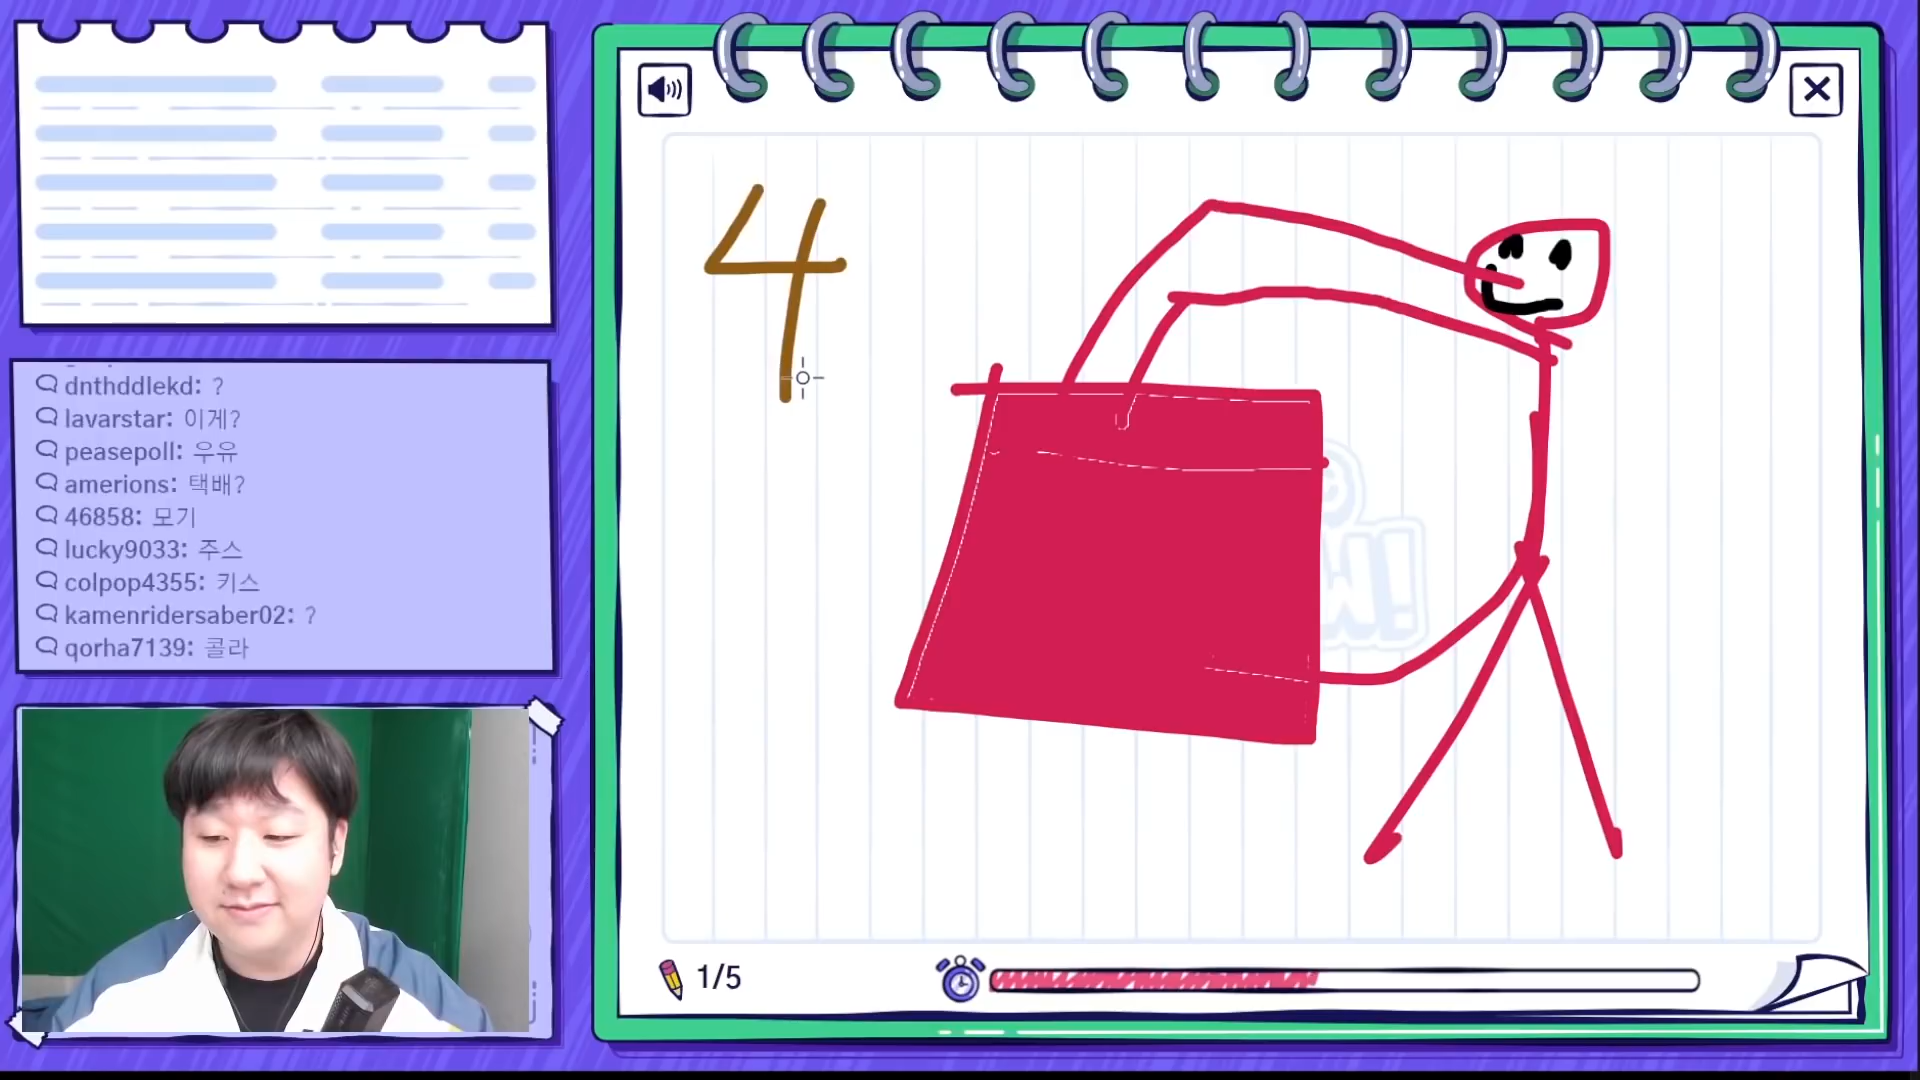 dnthddlekd: ?
lavarstar: 이게?
peasepoll: 우유
amerions: 택배?
46858: 모기
lucky9033: 주스
colpop4355: 키스
kamenridersaber02: ?
qorha7139: 콜라
4
1/5